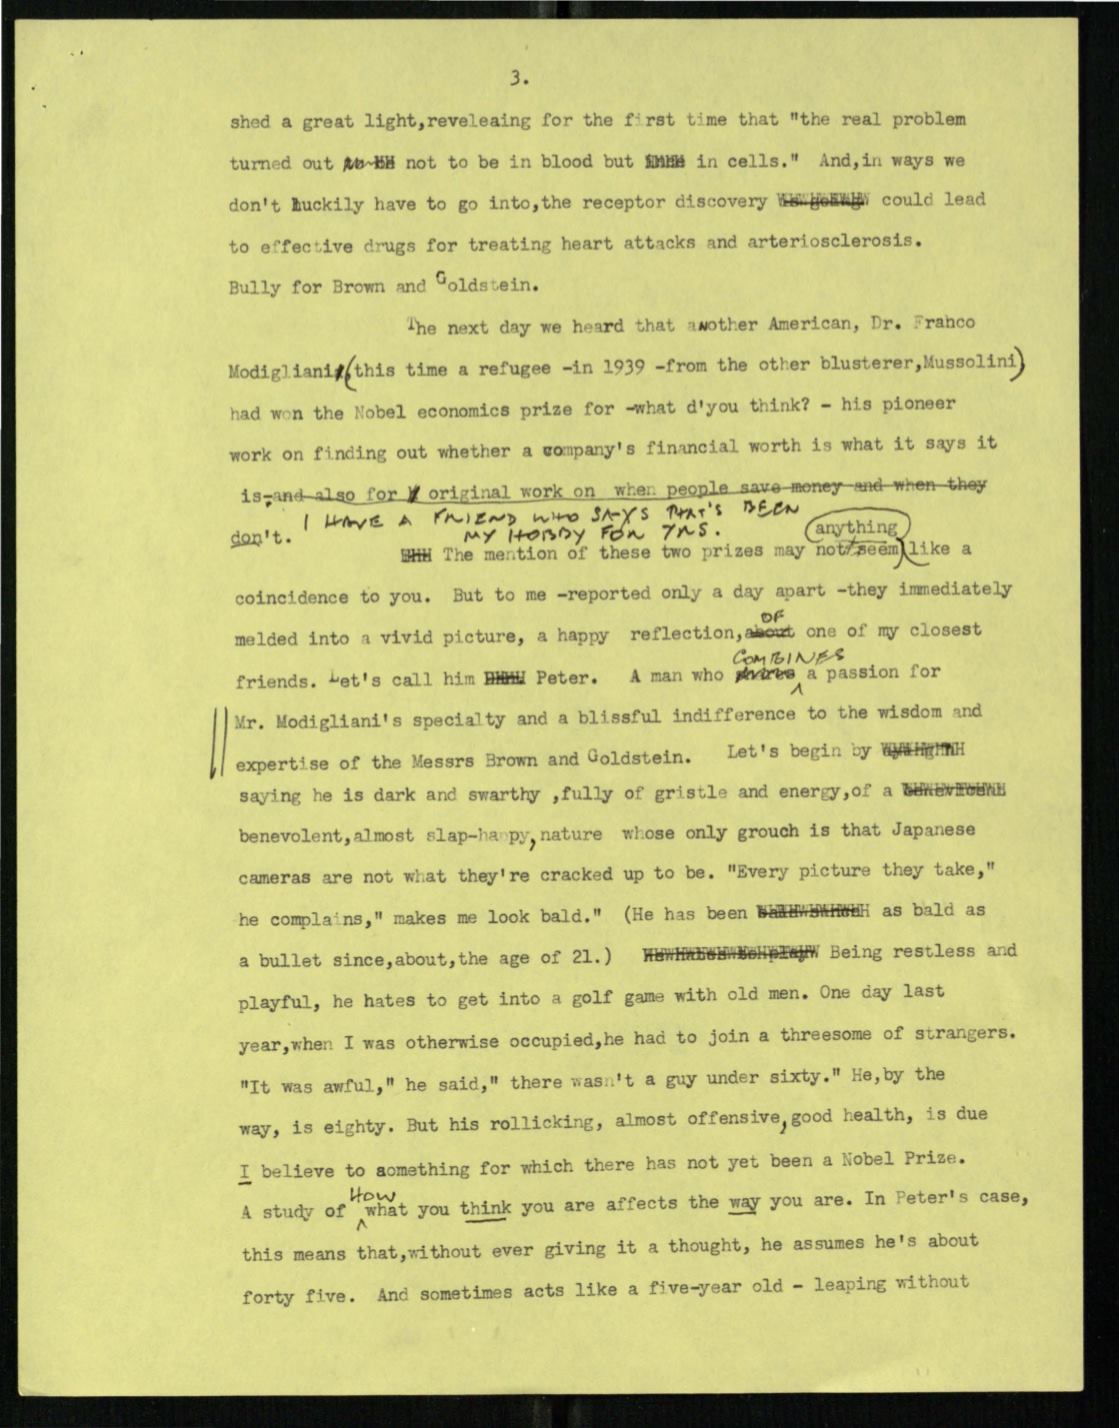 3.
shed a great light,reveleaing for the first time that "the real problem
turned out not to be in blood but in cells." And,in ways we
don't luckily have to go into,the receptor discovery could lead
to effective drugs for treating heart attacks and arteriosclerosis.
Bully for Brown and Goldstein.
The next day we heard that another American, Dr. Franco
Modigliani (this time a refugee -in 1939 -from the other blusterer,Mussolini)
had won the Nobel economics prize for -what d'you think? - his pioneer
work on finding out whether a company's financial worth is what it says it
is,-and also for original work on when people save money and when they
I HAVE A FRIEND WHO SAYS THAT'S BEEN
don't. MY HOBBY FOR YRS.
anything
The mention of these two prizes may not seem like a
coincidence to you. But to me -reported only a day apart -they immediately
OF
melded into a vivid picture, a happy reflection,about one of my closest
COMBINES
friends. Let's call him Peter. A man who a passion for
Mr. Modigliani's specialty and a blissful indifference to the wisdom and
expertise of the Messrs Brown and Goldstein. Let's begin by
saying he is dark and swarthy ,fully of gristle and energy,of a
benevolent,almost slap-happy,nature whose only grouch is that Japanese
cameras are not what they're cracked up to be. "Every picture they take,"
he complains," makes me look bald." (He has been as bald as
a bullet since,about,the age of 21.) Being restless and
playful, he hates to get into a golf game with old men. One day last
year,when I was otherwise occupied,he had to join a threesome of strangers.
"It was awful," he said," there wasn't a guy under sixty." He,by the
way, is eighty. But his rollicking, almost offensive,good health, is due
I believe to something for which there has not yet been a Nobel Prize.
HOW
A study of what you think you are affects the way you are. In Peter's case,
this means that,without ever giving it a thought, he assumes he's about
forty five. And sometimes acts like a five-year old - leaping without